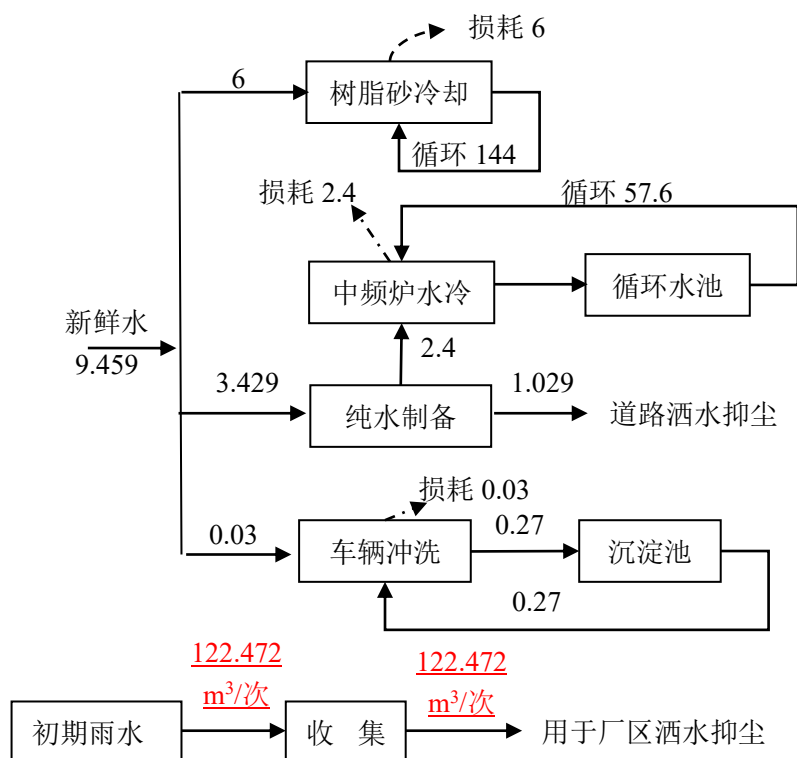 损耗 6
6
树脂砂冷却
循环 144
损耗 2.4
循环 57.6
中频炉水冷
循环水池
新鲜水
9.459
2.4
3.429
纯水制备
1.029
道路洒水抑尘
损耗 0.03
0.03
车辆冲洗
0.27
沉淀池
0.27
122.472
m³/次
122.472
m³/次
初期雨水
收 集
用于厂区洒水抑尘